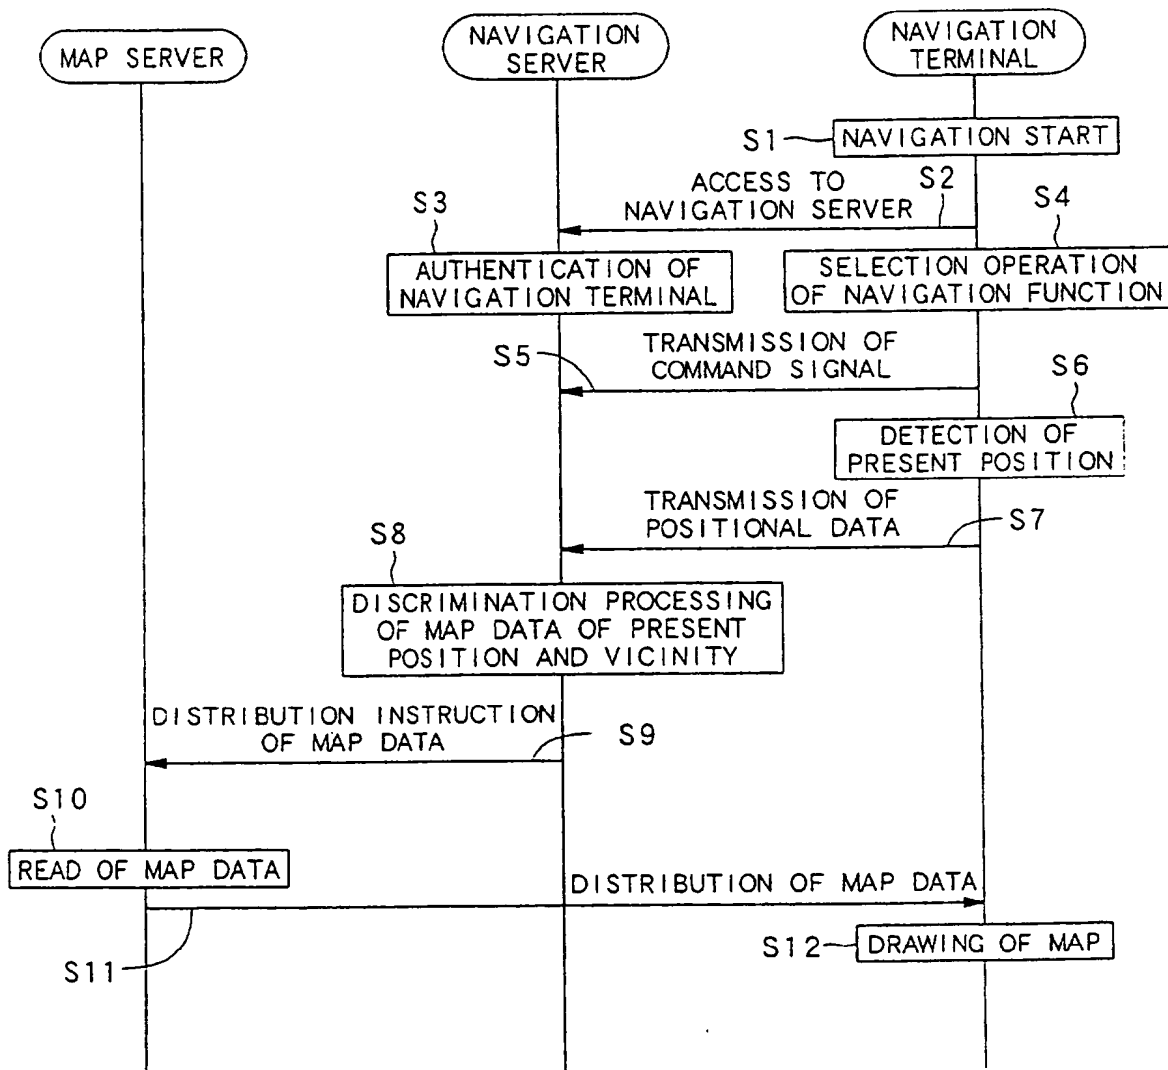 MAP SERVER
NAVIGATION
SERVER
NAVIGATION
TERMINAL
S1
NAVIGATION START
ACCESS TO
NAVIGATION SERVER
S2
S3
S4
AUTHENTICATION OF
NAVIGATION TERMINAL
SELECTION OPERATION
OF NAVIGATION FUNCTION
S5
TRANSMISSION OF
COMMAND SIGNAL
S6
DETECTION OF
PRESENT POSITION
TRANSMISSION OF
POSITIONAL DATA
S7
S8
DISCRIMINATION PROCESSING
OF MAP DATA OF PRESENT
POSITION AND VICINITY
DISTRIBUTION INSTRUCTION
OF MAP DATA
S9
S10
READ OF MAP DATA
DISTRIBUTION OF MAP DATA
S11
S12
DRAWING OF MAP